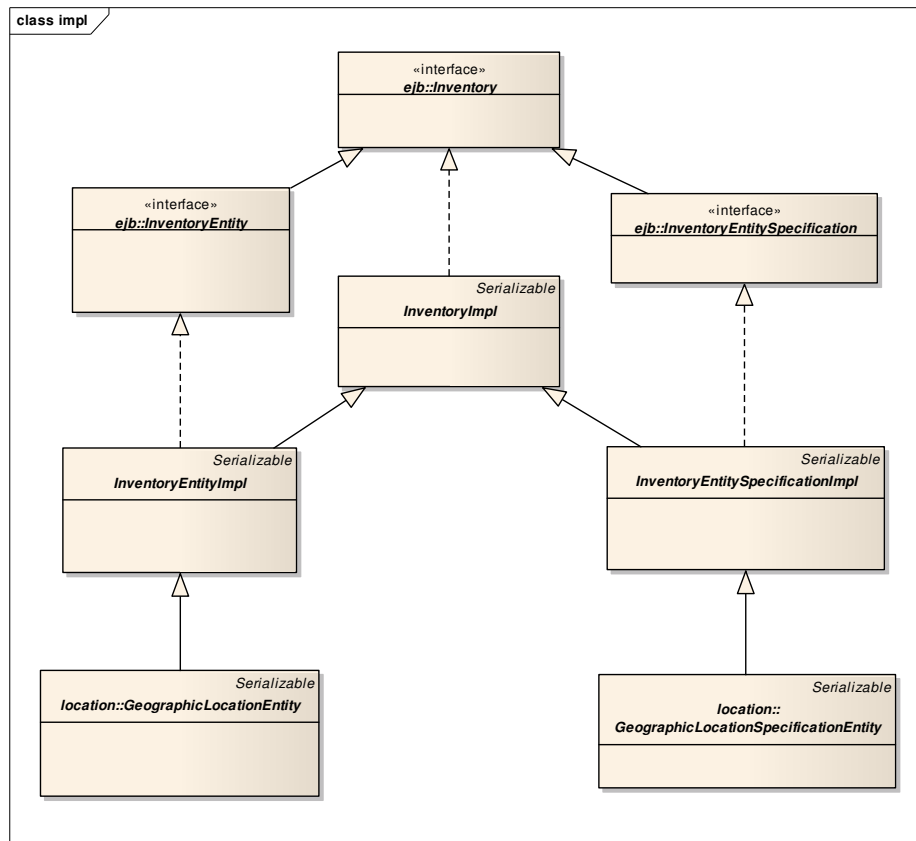 class impl
«interface»
ejb::Inventory
«interface»
ejb::InventoryEntity
«interface»
ejb::InventoryEntitySpecification
Serializable
InventoryImpl
Serializable
InventoryEntityImpl
Serializable
InventoryEntitySpecificationImpl
Serializable
location::GeographicLocationEntity
Serializable
location::
GeographicLocationSpecificationEntity